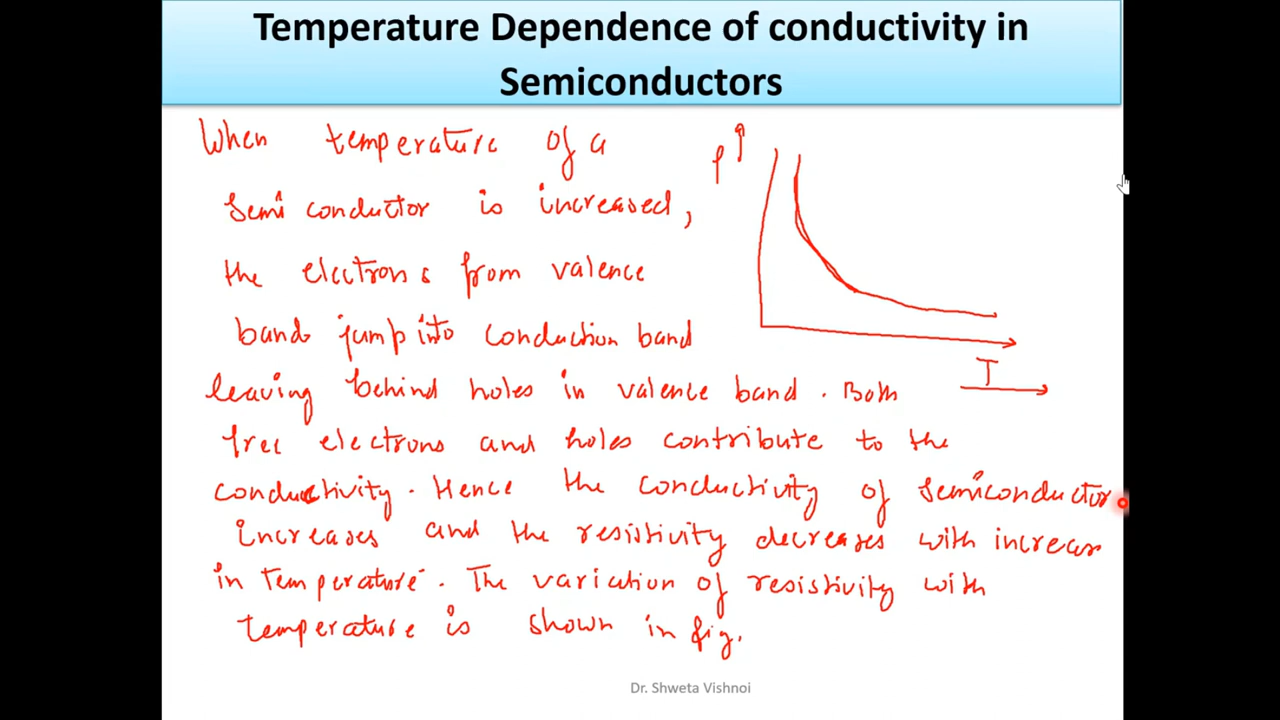 Temperature Dependence of conductivity in
Semiconductors
When temperature of a
semi conductor is increased,
the electrons from valence
band jump into conduction band
leaving behind holes in valence band. Both
free electrons and holes contribute to the
conductivity. Hence the conductivity of semiconductor
increases and the resistivity decreases with increase
in temperature. The variation of resistivity with
temperature is shown in fig.
ρ
T
Dr. Shweta Vishnoi